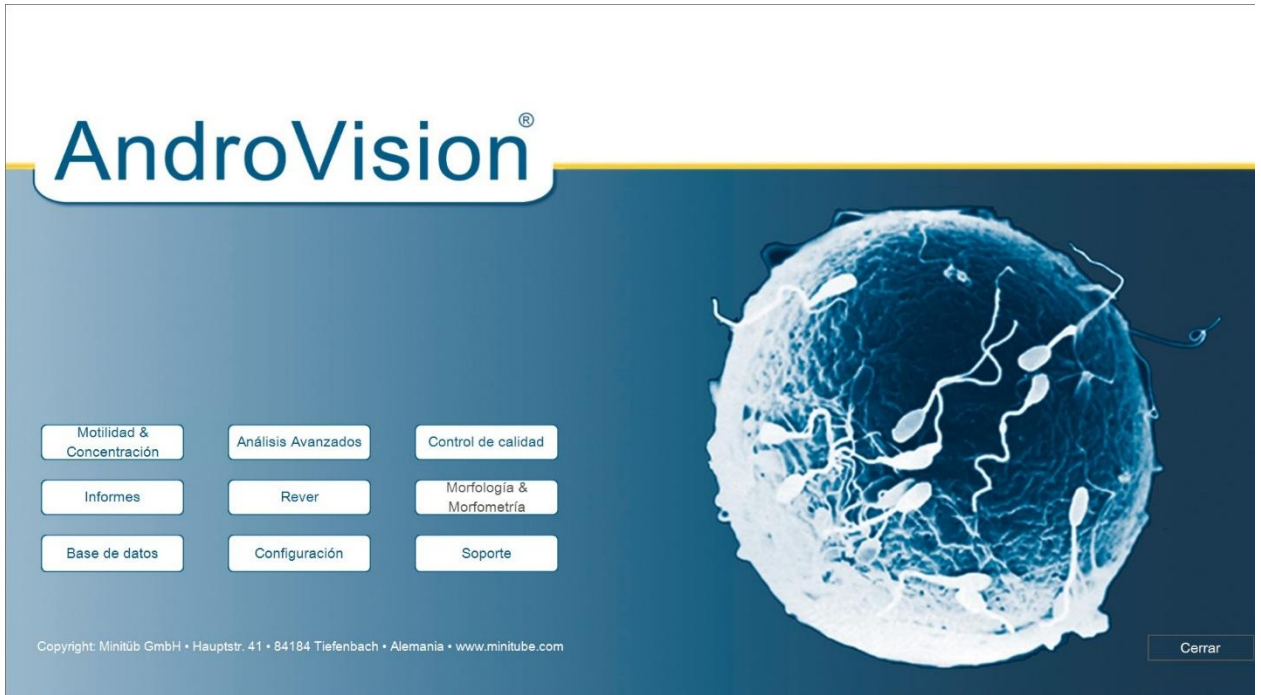 AndroVision®
Motilidad &
Concentración
Análisis Avanzados
Control de calidad
Informes
Rever
Morfología &
Morfometría
Base de datos
Configuración
Soporte
Copyright: Minitüb GmbH • Hauptstr. 41 • 84184 Tiefenbach • Alemania • www.minitube.com
Cerrar